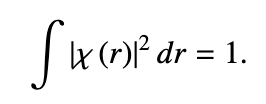 ∫ |χ (r)|² dr = 1.